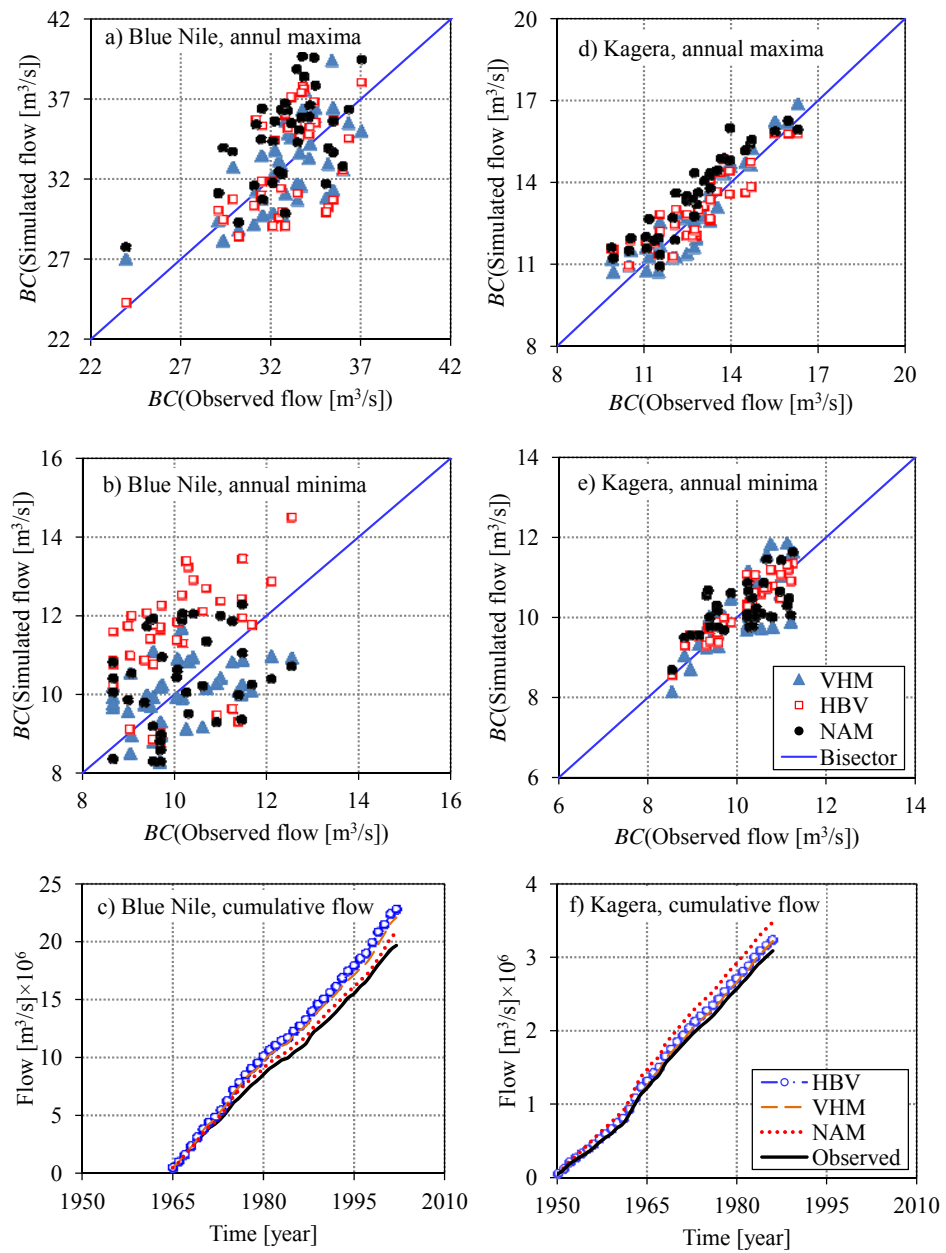 a) Blue Nile, annul maxima
BC(Simulated flow [m³/s])
42
37
32
27
22
22 27 32 37 42
BC(Observed flow [m³/s])
d) Kagera, annual maxima
BC(Simulated flow [m³/s])
20
17
14
11
8
8 11 14 17 20
BC(Observed flow [m³/s])
b) Blue Nile, annual minima
BC(Simulated flow [m³/s])
16
14
12
10
8
8 10 12 14 16
BC(Observed flow [m³/s])
e) Kagera, annual minima
BC(Simulated flow [m³/s])
14
12
10
8
6
VHM
HBV
NAM
Bisector
6 8 10 12 14
BC(Observed flow [m³/s])
c) Blue Nile, cumulative flow
Flow [m³/s]×10⁶
25
20
15
10
5
0
1950 1965 1980 1995 2010
Time [year]
f) Kagera, cumulative flow
Flow [m³/s]×10⁶
4
3
2
1
0
HBV
VHM
NAM
Observed
1950 1965 1980 1995 2010
Time [year]